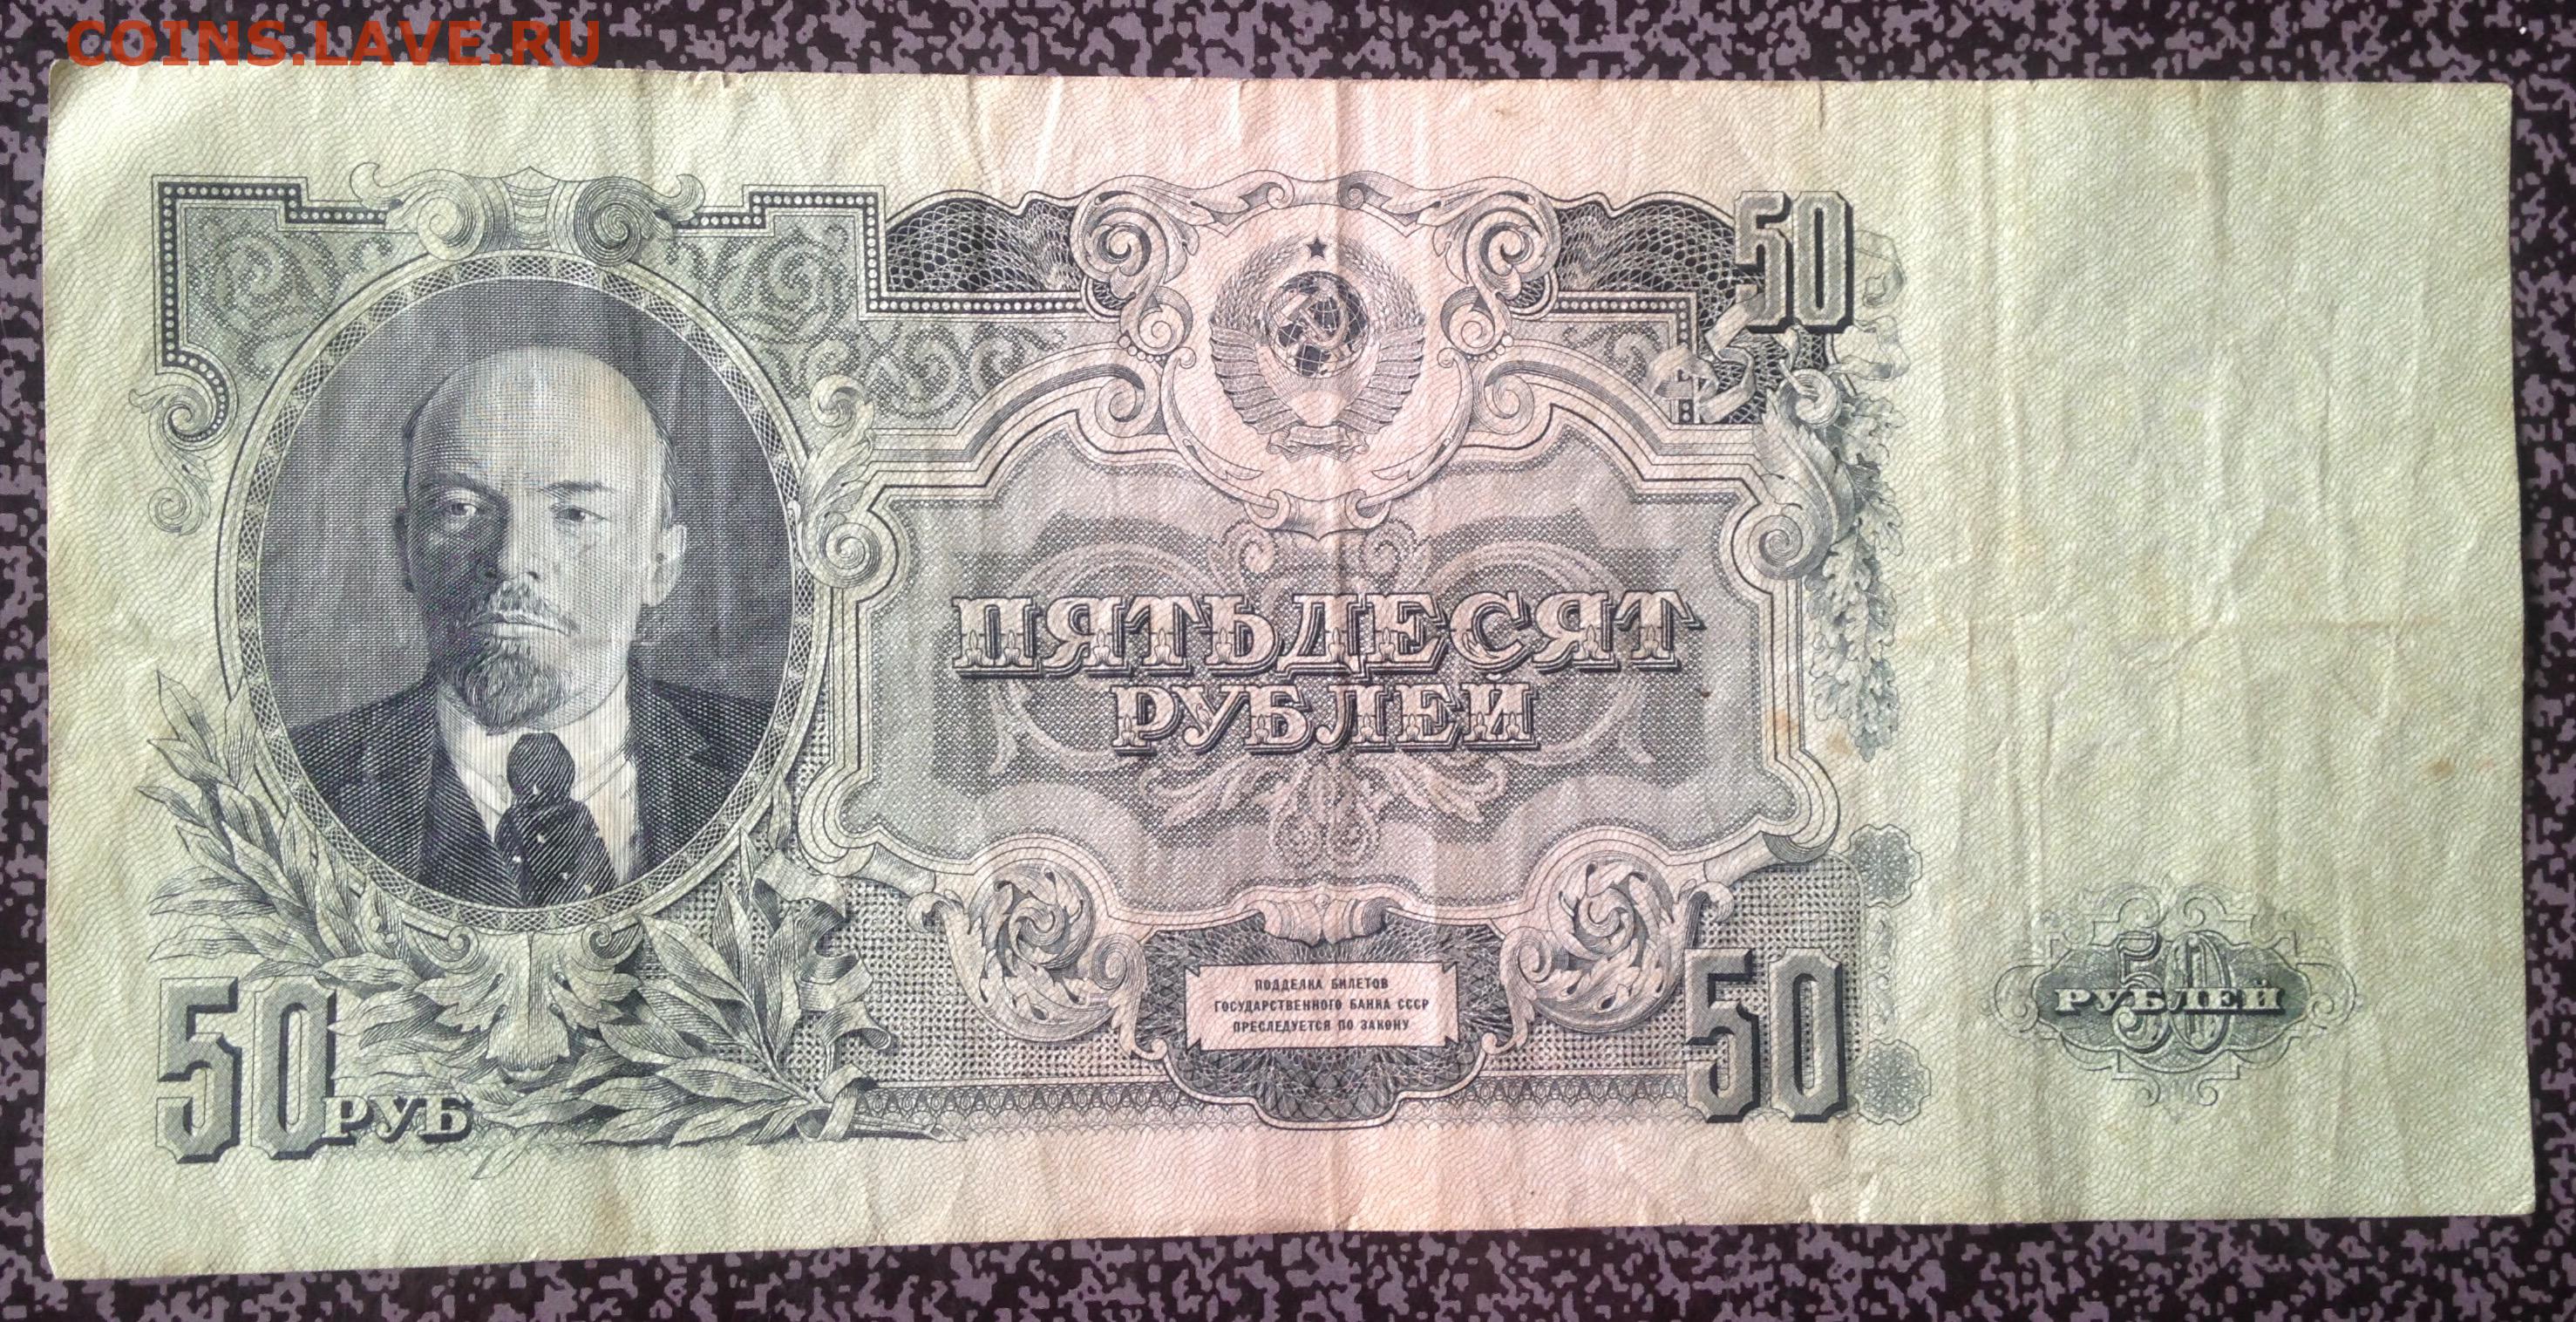 COINS.LAVE.RU
50
ПЯТЬДЕСЯТ
РУБЛЕЙ
ПОДДЕЛКА БИЛЕТОВ
ГОСУДАРСТВЕННОГО БАНКА СССР
ПРЕСЛЕДУЕТСЯ ПО ЗАКОНУ
50 РУБ
50
50
РУБЛЕЙ